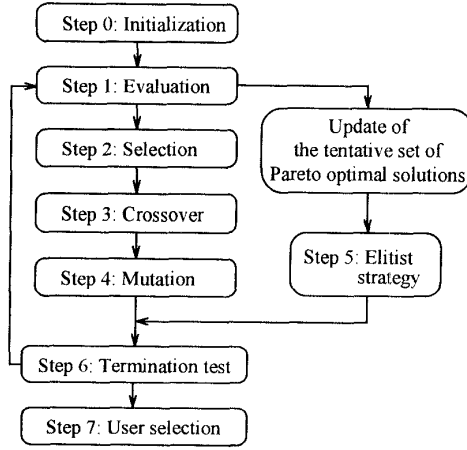 Step 0: Initialization
Step 1: Evaluation
Step 2: Selection
Step 3: Crossover
Step 4: Mutation
Update of
the tentative set of
Pareto optimal solutions
Step 5: Elitist
strategy
Step 6: Termination test
Step 7: User selection